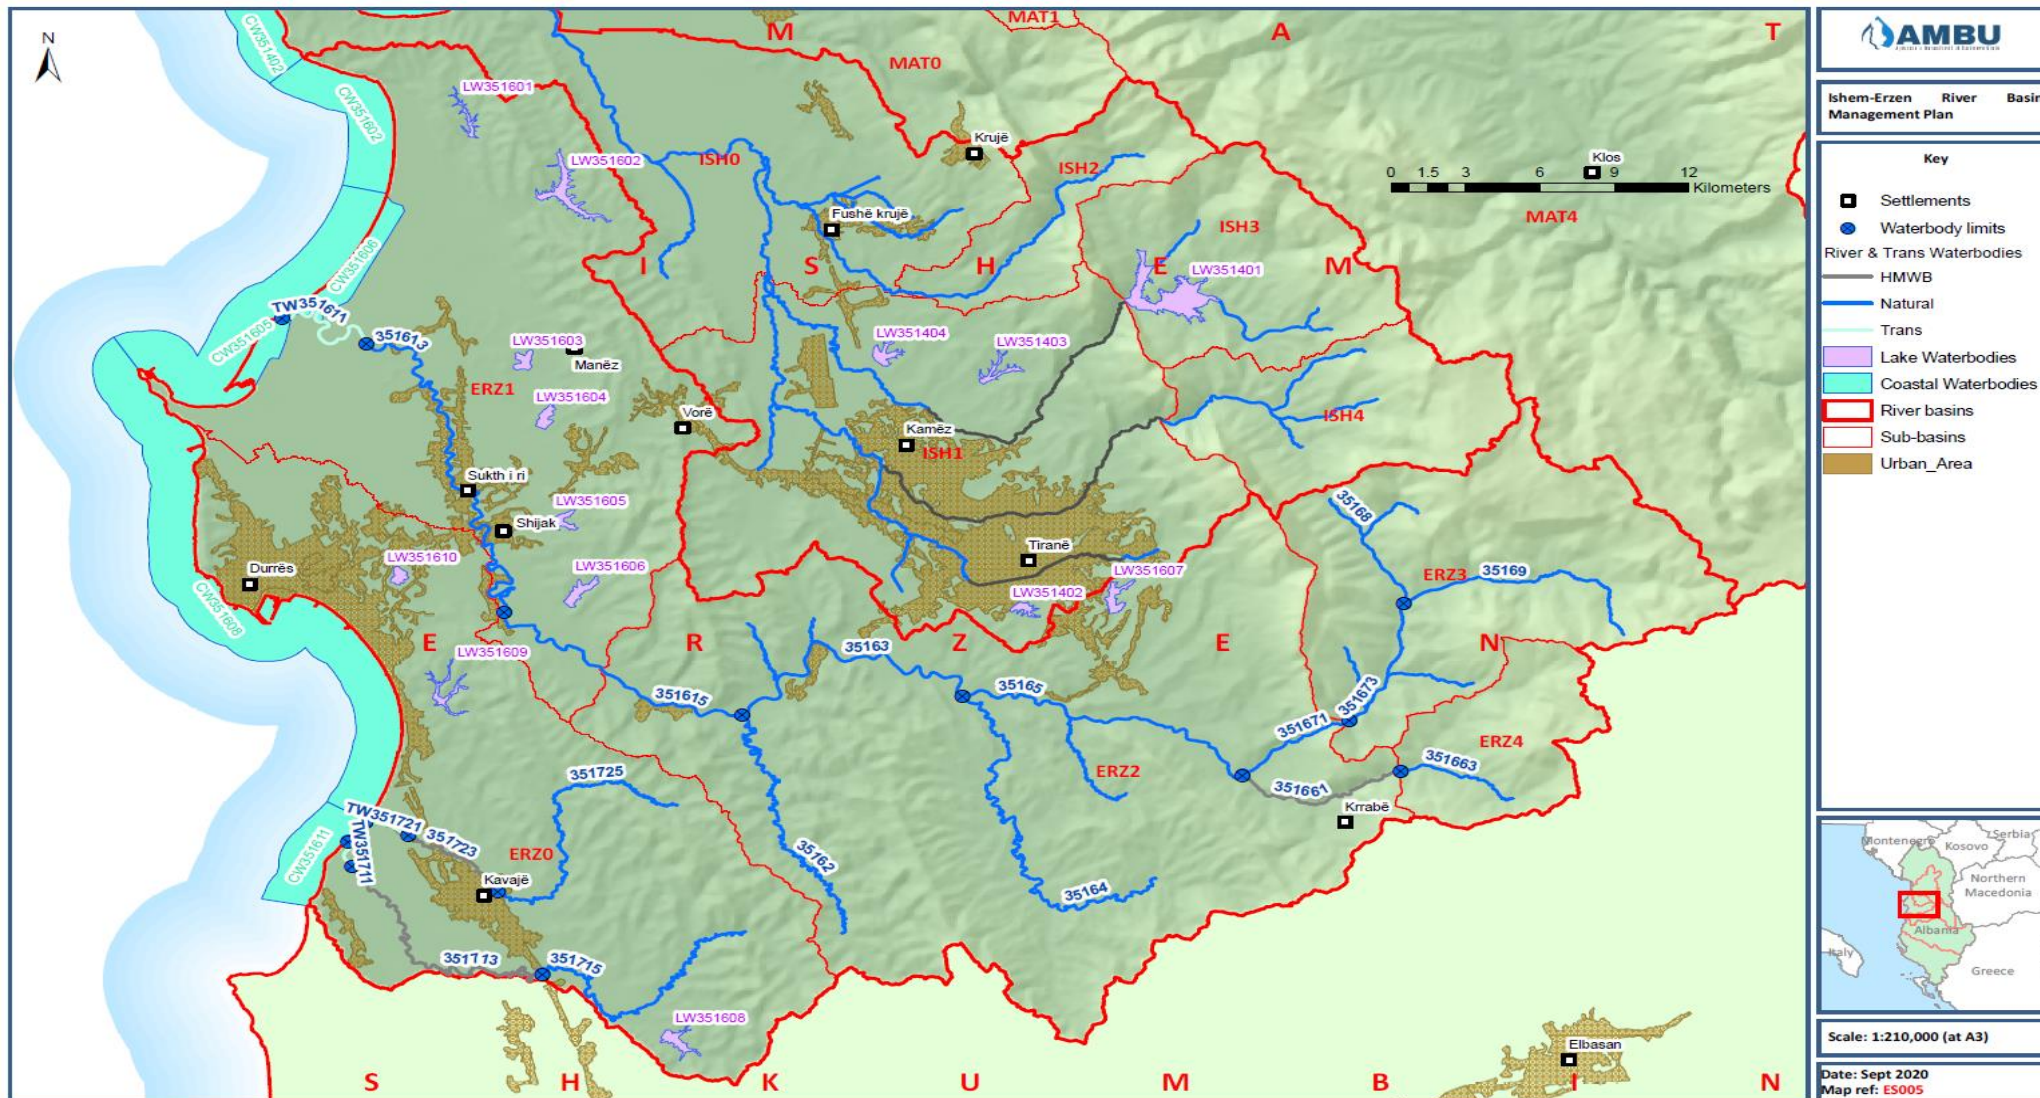 N
M
A
T
MAT1
MAT0
CW351402
CW351602
LW351601
LW351602
ISH0
Krujë
ISH2
Klos
0 1.5 3 6 9 12
Kilometers
MAT4
Fushë krujë
ISH3
I
S
H
E
M
CW351606
LW351401
TW351611
CW351605
351613
LW351603
Manëz
LW351404
LW351403
ERZ1
LW351604
Vorë
Kamëz
ISH1
ISH4
Sukth i ri
LW351605
Shijak
35168
Durrës
LW351610
LW351606
Tiranë
LW351607
LW351402
ERZ3
35169
CW351608
E
R
Z
E
N
LW351609
35163
351615
35165
351671
351673
ERZ4
351725
ERZ2
351663
351661
Krrabë
TW351721
351723
TW351711
CW351611
ERZ0
Kavajë
35162
35164
351713
351715
LW351608
Elbasan
S
H
K
U
M
B
I
N
AMBU
Ishem-Erzen River Basin
Management Plan
Key
Settlements
Waterbody limits
River & Trans Waterbodies
HMWB
Natural
Trans
Lake Waterbodies
Coastal Waterbodies
River basins
Sub-basins
Urban_Area
Montenegro
Kosovo
Serbia
Northern
Macedonia
Albania
Italy
Greece
Scale: 1:210,000 (at A3)
Date: Sept 2020
Map ref: ES005